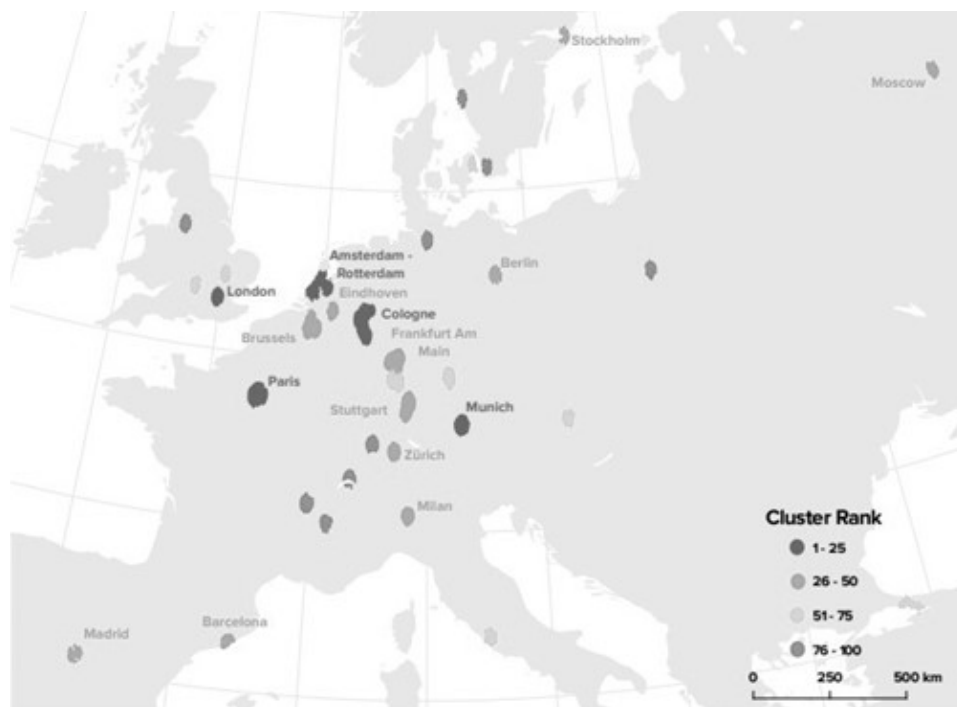 Stockholm
Moscow
Amsterdam -
Rotterdam
Berlin
London
Eindhoven
Cologne
Brussels
Frankfurt Am
Main
Paris
Stuttgart
Munich
Zürich
Milan
Cluster Rank
1 - 25
26 - 50
51 - 75
76 - 100
Madrid
Barcelona
0 250 500 km